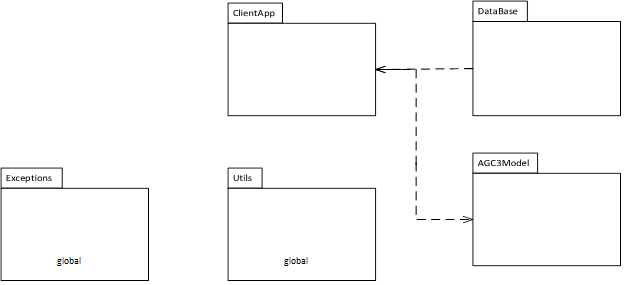 ClientApp
DataBase
AGC3Model
Exceptions
Utils
global
global